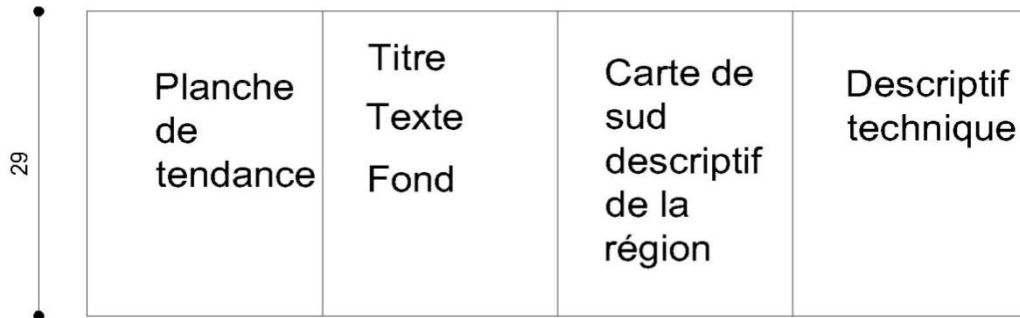 29
Planche
de
tendance
Titre
Texte
Fond
Carte de
sud
descriptif
de la
région
Descriptif
technique